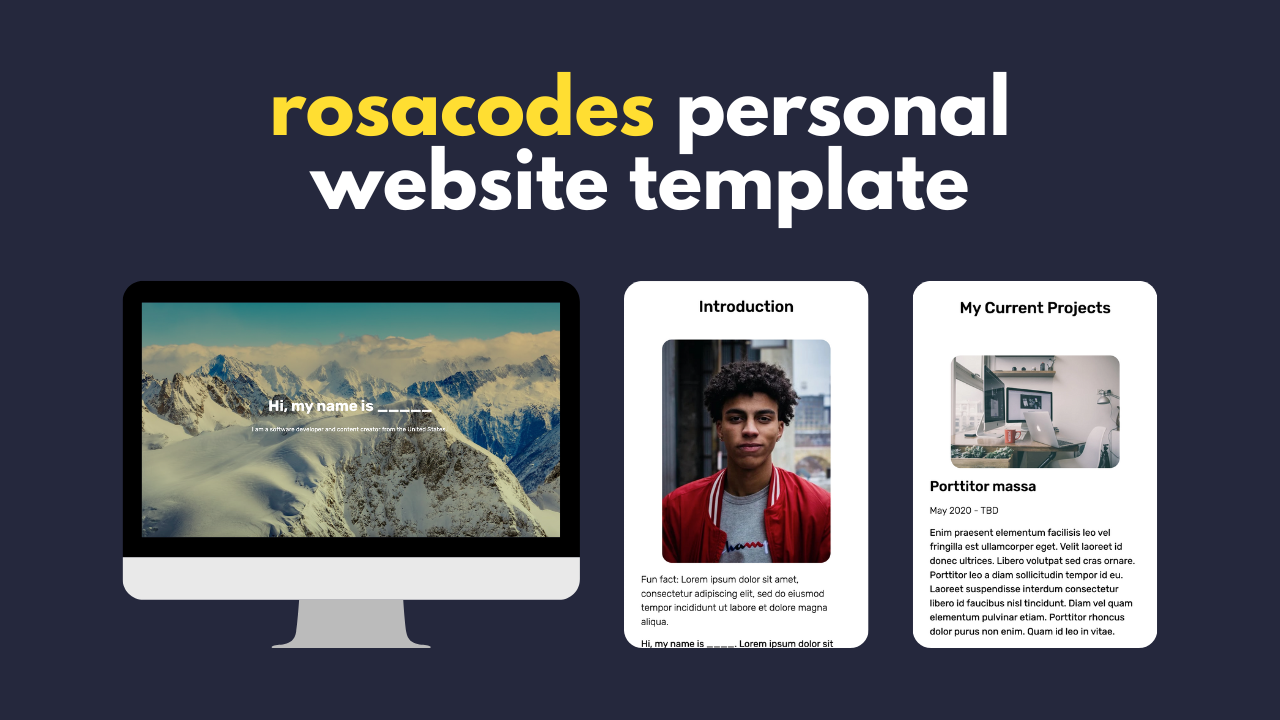 rosacodes personal
website template
Hi, my name is _____
I am a software developer and content creator from the United States.
Introduction
Fun fact: Lorem ipsum dolor sit amet,
consectetur adipiscing elit, sed do eiusmod
tempor incididunt ut labore et dolore magna
aliqua.
Hi, my name is ____. Lorem ipsum dolor sit
My Current Projects
Porttitor massa
May 2020 - TBD
Enim praesent elementum facilisis leo vel
fringilla est ullamcorper eget. Velit laoreet id
donec ultrices. Libero volutpat sed cras ornare.
Porttitor leo a diam sollicitudin tempor id eu.
Laoreet suspendisse interdum consectetur
libero id faucibus nisl tincidunt. Diam vel quam
elementum pulvinar etiam. Porttitor rhoncus
dolor purus non enim. Quam id leo in vitae.